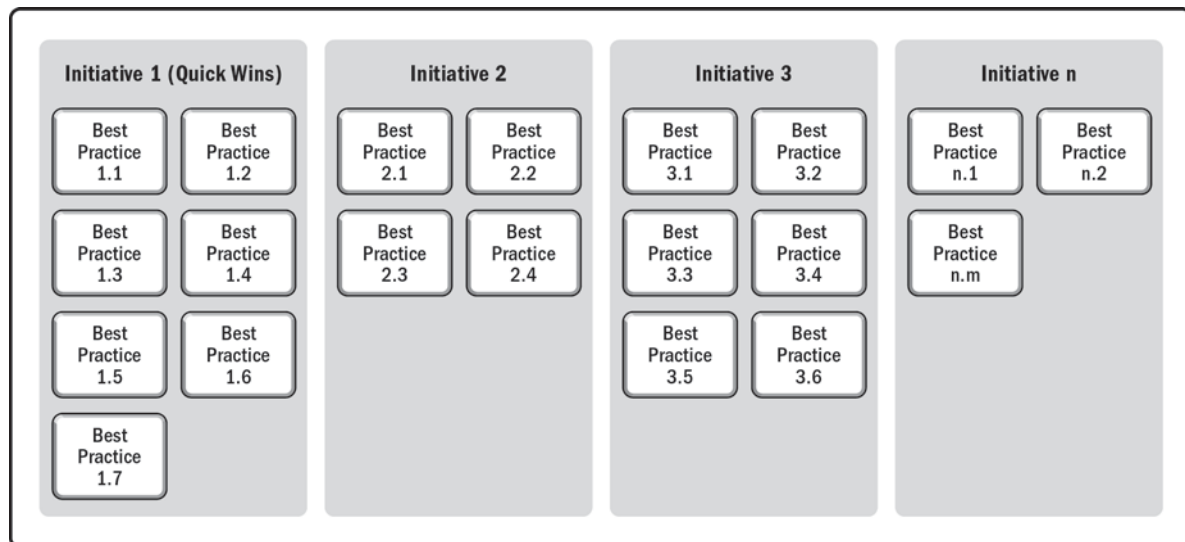 Initiative 1 (Quick Wins)
Best
Practice
1.1
Best
Practice
1.2
Best
Practice
1.3
Best
Practice
1.4
Best
Practice
1.5
Best
Practice
1.6
Best
Practice
1.7
Initiative 2
Best
Practice
2.1
Best
Practice
2.2
Best
Practice
2.3
Best
Practice
2.4
Initiative 3
Best
Practice
3.1
Best
Practice
3.2
Best
Practice
3.3
Best
Practice
3.4
Best
Practice
3.5
Best
Practice
3.6
Initiative n
Best
Practice
n.1
Best
Practice
n.2
Best
Practice
n.m